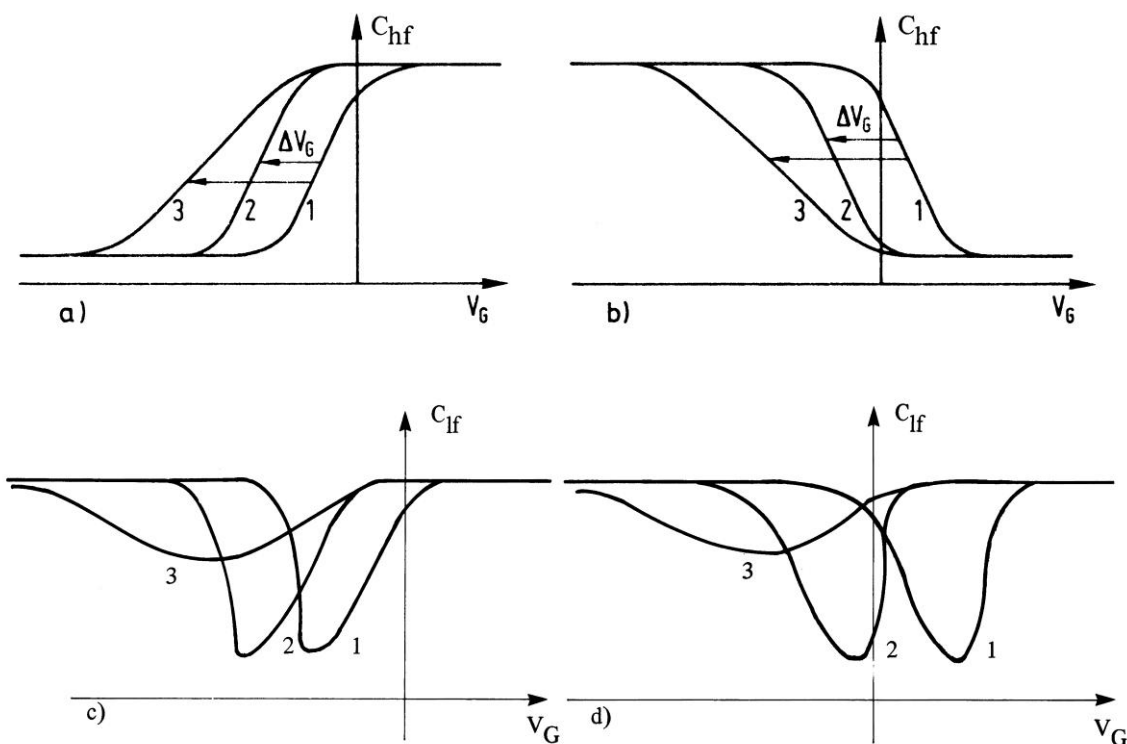 C_hf
ΔV_G
3 2 1
V_G
a)
C_hf
ΔV_G
3 2 1
V_G
b)
C_lf
3
2 1
c)
V_G
C_lf
3
2 1
d)
V_G